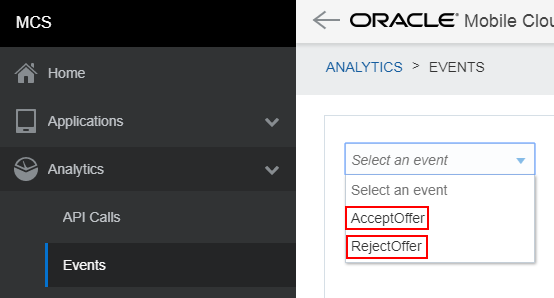 MCS
Home
Applications
Analytics
API Calls
Events
ORACLE® Mobile Clou
ANALYTICS > EVENTS
Select an event
Select an event
AcceptOffer
RejectOffer